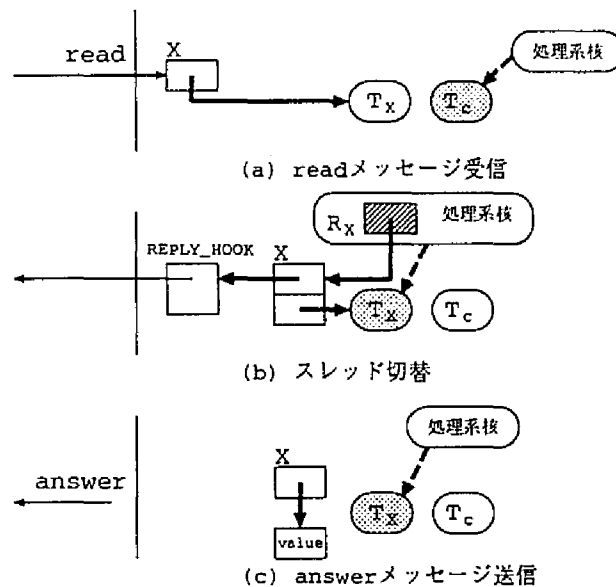 read
X
処理系核
Tx
Tc
(a) readメッセージ受信
Rx
処理系核
REPLY_HOOK
X
Tx
Tc
(b) スレッド切替
処理系核
answer
X
Tx
Tc
value
(c) answerメッセージ送信